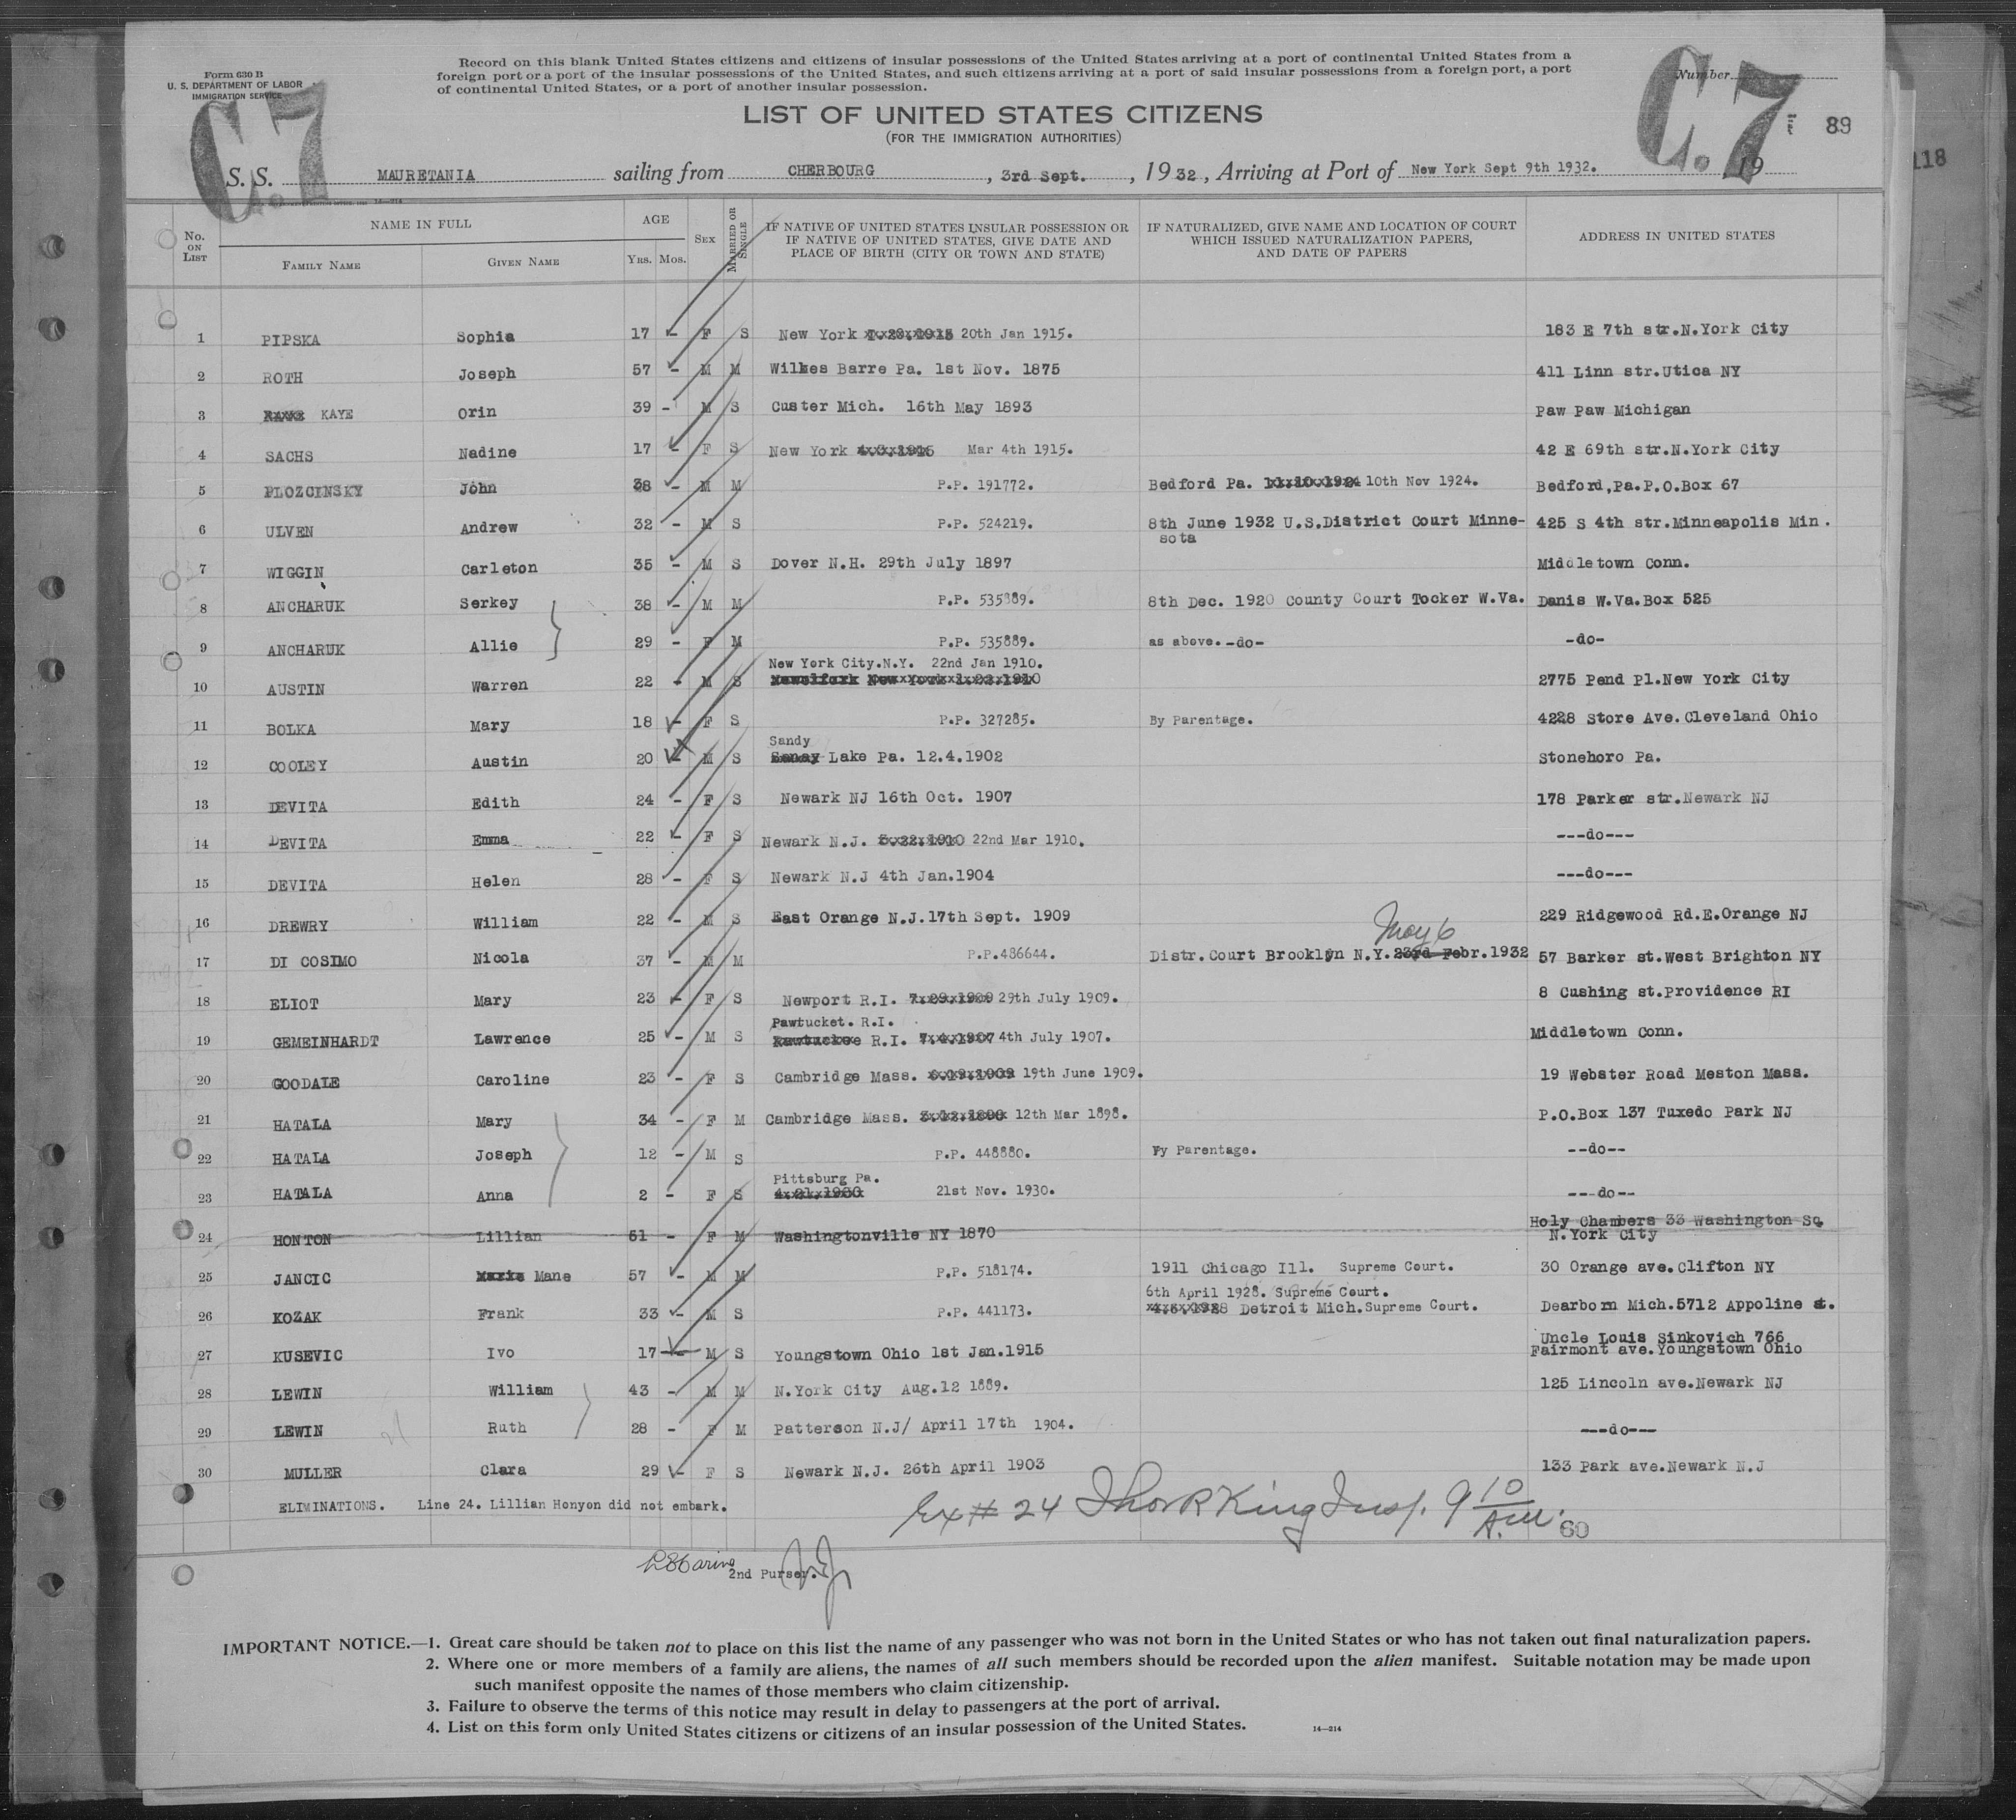 Form 630 B
U. S. DEPARTMENT OF LABOR
IMMIGRATION SERVICE
Record on this blank United States citizens and citizens of insular possessions of the United States arriving at a port of continental United States from a
foreign port or a port of the insular possessions of the United States, and such citizens arriving at a port of said insular possessions from a foreign port, a port
of continental United States, or a port of another insular possession.
Number
C.7 C.7
LIST OF UNITED STATES CITIZENS
(FOR THE IMMIGRATION AUTHORITIES)
89
118
S. S. MAURETANIA sailing from CHERBOURG, 3rd Sept., 1932, Arriving at Port of New York Sept 9th 1932. , 19
14—214
No. ON LIST NAME IN FULL AGE SEX MARRIED OR SINGLE IF NATIVE OF UNITED STATES INSULAR POSSESSION OR IF NATIVE OF UNITED STATES, GIVE DATE AND PLACE OF BIRTH (CITY OR TOWN AND STATE) IF NATURALIZED, GIVE NAME AND LOCATION OF COURT WHICH ISSUED NATURALIZATION PAPERS, AND DATE OF PAPERS ADDRESS IN UNITED STATES
FAMILY NAME GIVEN NAME Yrs. Mos.
1 PIPSKA Sophia 17 - F S New York 20th Jan 1915. 183 E 7th str.N.York City
2 ROTH Joseph 57 - M M Wilkes Barre Pa. 1st Nov. 1875 411 Linn str.Utica NY
3 KAYE Orin 39 - M S Custer Mich. 16th May 1893 Paw Paw Michigan
4 SACHS Nadine 17 - F S New York Mar 4th 1915. 42 E 69th str.N.York City
5 PLOZCINSKY John 38 - M M P.P. 191772. Bedford Pa. 10th Nov 1924. Bedford,Pa.P.O.Box 67
6 ULVEN Andrew 32 - M S P.P. 524219. 8th June 1932 U.S.District Court Minne- 425 S 4th str.Minneapolis Min.
sota
7 WIGGIN Carleton 35 - M S Dover N.H. 29th July 1897 Middletown Conn.
8 ANCHARUK Serkey 38 - M M P.P. 535889. 8th Dec. 1920 County Court Tocker W.Va. Danis W.Va.Box 525
9 ANCHARUK Allie 29 - F M P.P. 535889. as above.-do- -do-
New York City.N.Y. 22nd Jan 1910.
10 AUSTIN Warren 22 - M S 2775 Pend Pl.New York City
11 BOLKA Mary 18 - F S P.P. 327285. By Parentage. 4228 Store Ave.Cleveland Ohio
Sandy
12 COOLEY Austin 20 - M S Lake Pa. 12.4.1902 Stoneboro Pa.
13 DEVITA Edith 24 - F S Newark NJ 16th Oct. 1907 178 Parker str.Newark NJ
14 DEVITA Emma 22 - F S Newark N.J. 22nd Mar 1910. ---do---
15 DEVITA Helen 28 - F S Newark N.J 4th Jan.1904 ---do---
16 DREWRY William 22 - M S East Orange N.J.17th Sept. 1909 229 Ridgewood Rd.E.Orange NJ
May 6
17 DI COSIMO Nicola 37 - M M P.P.486644. Distr.Court Brooklyn N.Y.23rd Febr.1932 57 Barker st.West Brighton NY
18 ELIOT Mary 23 - F S Newport R.I. 29th July 1909. 8 Cushing st.Providence RI
Pawtucket. R.I.
19 GEMEINHARDT Lawrence 25 - M S R.I. 4th July 1907. Middletown Conn.
20 GOODALE Caroline 23 - F S Cambridge Mass. 19th June 1909. 19 Webster Road Meston Mass.
21 HATALA Mary 34 - F M Cambridge Mass. 12th Mar 1898. P.O.Box 137 Tuxedo Park NJ
22 HATALA Joseph 12 - M S P.P. 448880. By Parentage. --do--
Pittsburg Pa.
23 HATALA Anna 2 - F S 21st Nov. 1930. ---do--
Holy Chambers 33 Washington Sq
24 HONTON Lillian 61 - F M Washingtonville NY 1870 N.York City
25 JANCIC Mane 57 - M M P.P. 518174. 1911 Chicago Ill. Supreme Court. 30 Orange ave.Clifton NY
6th April 1928. Supreme Court.
26 KOZAK Frank 33 - M S P.P. 441173. Detroit Mich.Supreme Court. Dearborn Mich.5712 Appoline st.
Uncle Louis Sinkovich 766
27 KUSEVIC Ivo 17 - M S Youngstown Ohio 1st Jan.1915 Fairmont ave.Youngstown Ohio
28 LEWIN William 43 - M M N.York City Aug.12 1889. 125 Lincoln ave.Newark NJ
29 LEWIN Ruth 28 - F M Patterson N.J/ April 17th 1904. ---do---
30 MULLER Clara 29 - F S Newark N.J. 26th April 1903 133 Park ave.Newark N.J
ELIMINATIONS. Line 24. Lillian Honyon did not embark.
Ex # 24 Thos R King Insp. 9 10 A.M.
60
2nd Purser.
IMPORTANT NOTICE.—1. Great care should be taken not to place on this list the name of any passenger who was not born in the United States or who has not taken out final naturalization papers.
2. Where one or more members of a family are aliens, the names of all such members should be recorded upon the alien manifest. Suitable notation may be made upon
such manifest opposite the names of those members who claim citizenship.
3. Failure to observe the terms of this notice may result in delay to passengers at the port of arrival.
4. List on this form only United States citizens or citizens of an insular possession of the United States.
14—214